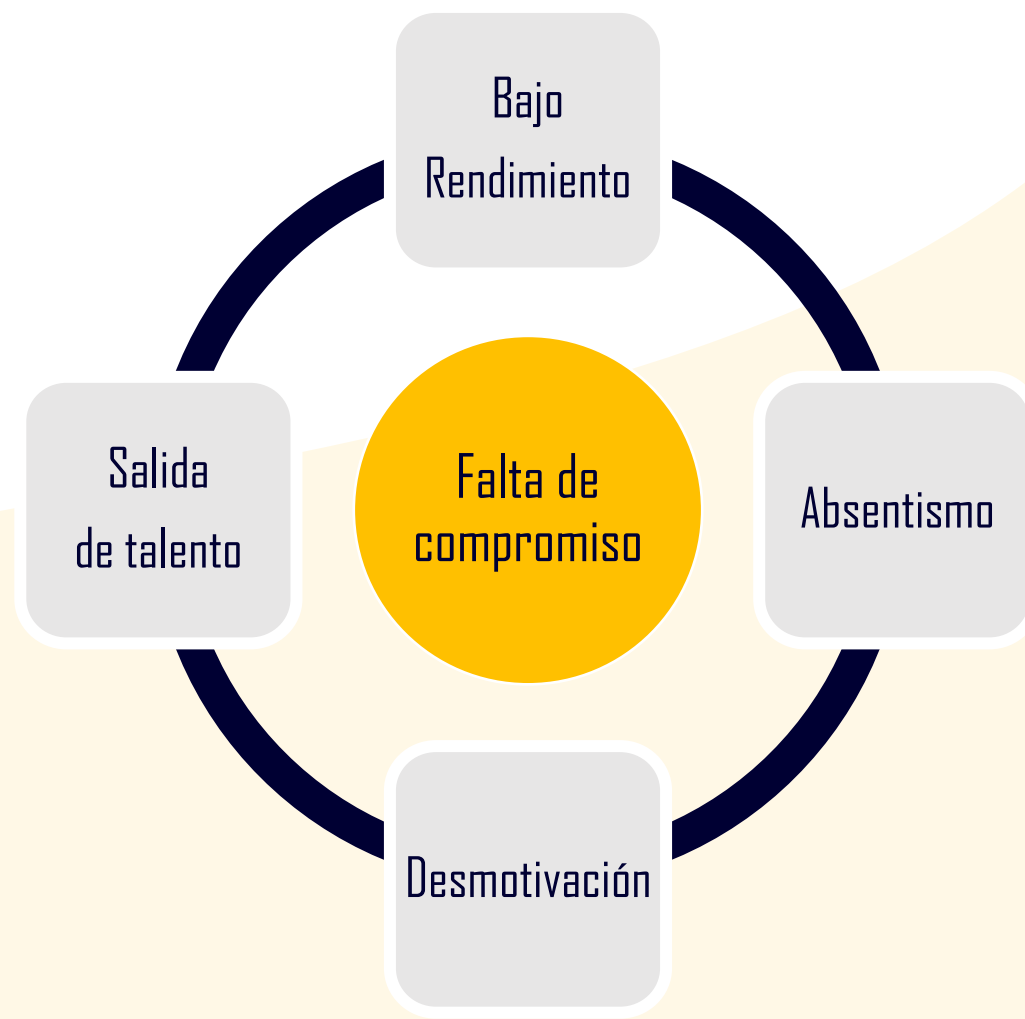 Bajo
Rendimiento
Salida
de talento
Falta de
compromiso
Absentismo
Desmotivación